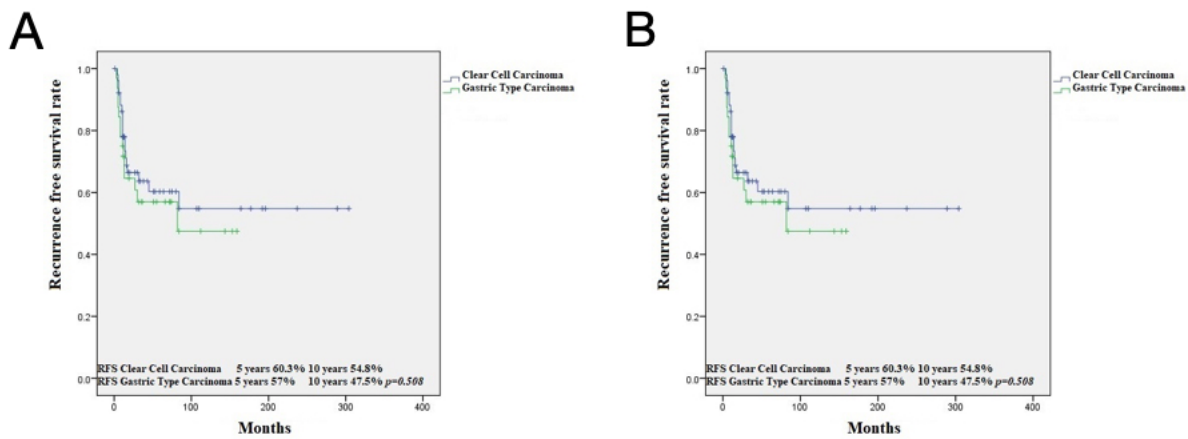 A
Recurrence free survival rate
1.0
0.8
0.6
0.4
0.2
0.0
Clear Cell Carcinoma
Gastric Type Carcinoma
RFS Clear Cell Carcinoma 5 years 60.3% 10 years 54.8%
RFS Gastric Type Carcinoma 5 years 57% 10 years 47.5% p=0.508
0 100 200 300 400
Months
B
Recurrence free survival rate
1.0
0.8
0.6
0.4
0.2
0.0
Clear Cell Carcinoma
Gastric Type Carcinoma
RFS Clear Cell Carcinoma 5 years 60.3% 10 years 54.8%
RFS Gastric Type Carcinoma 5 years 57% 10 years 47.5% p=0.508
0 100 200 300 400
Months